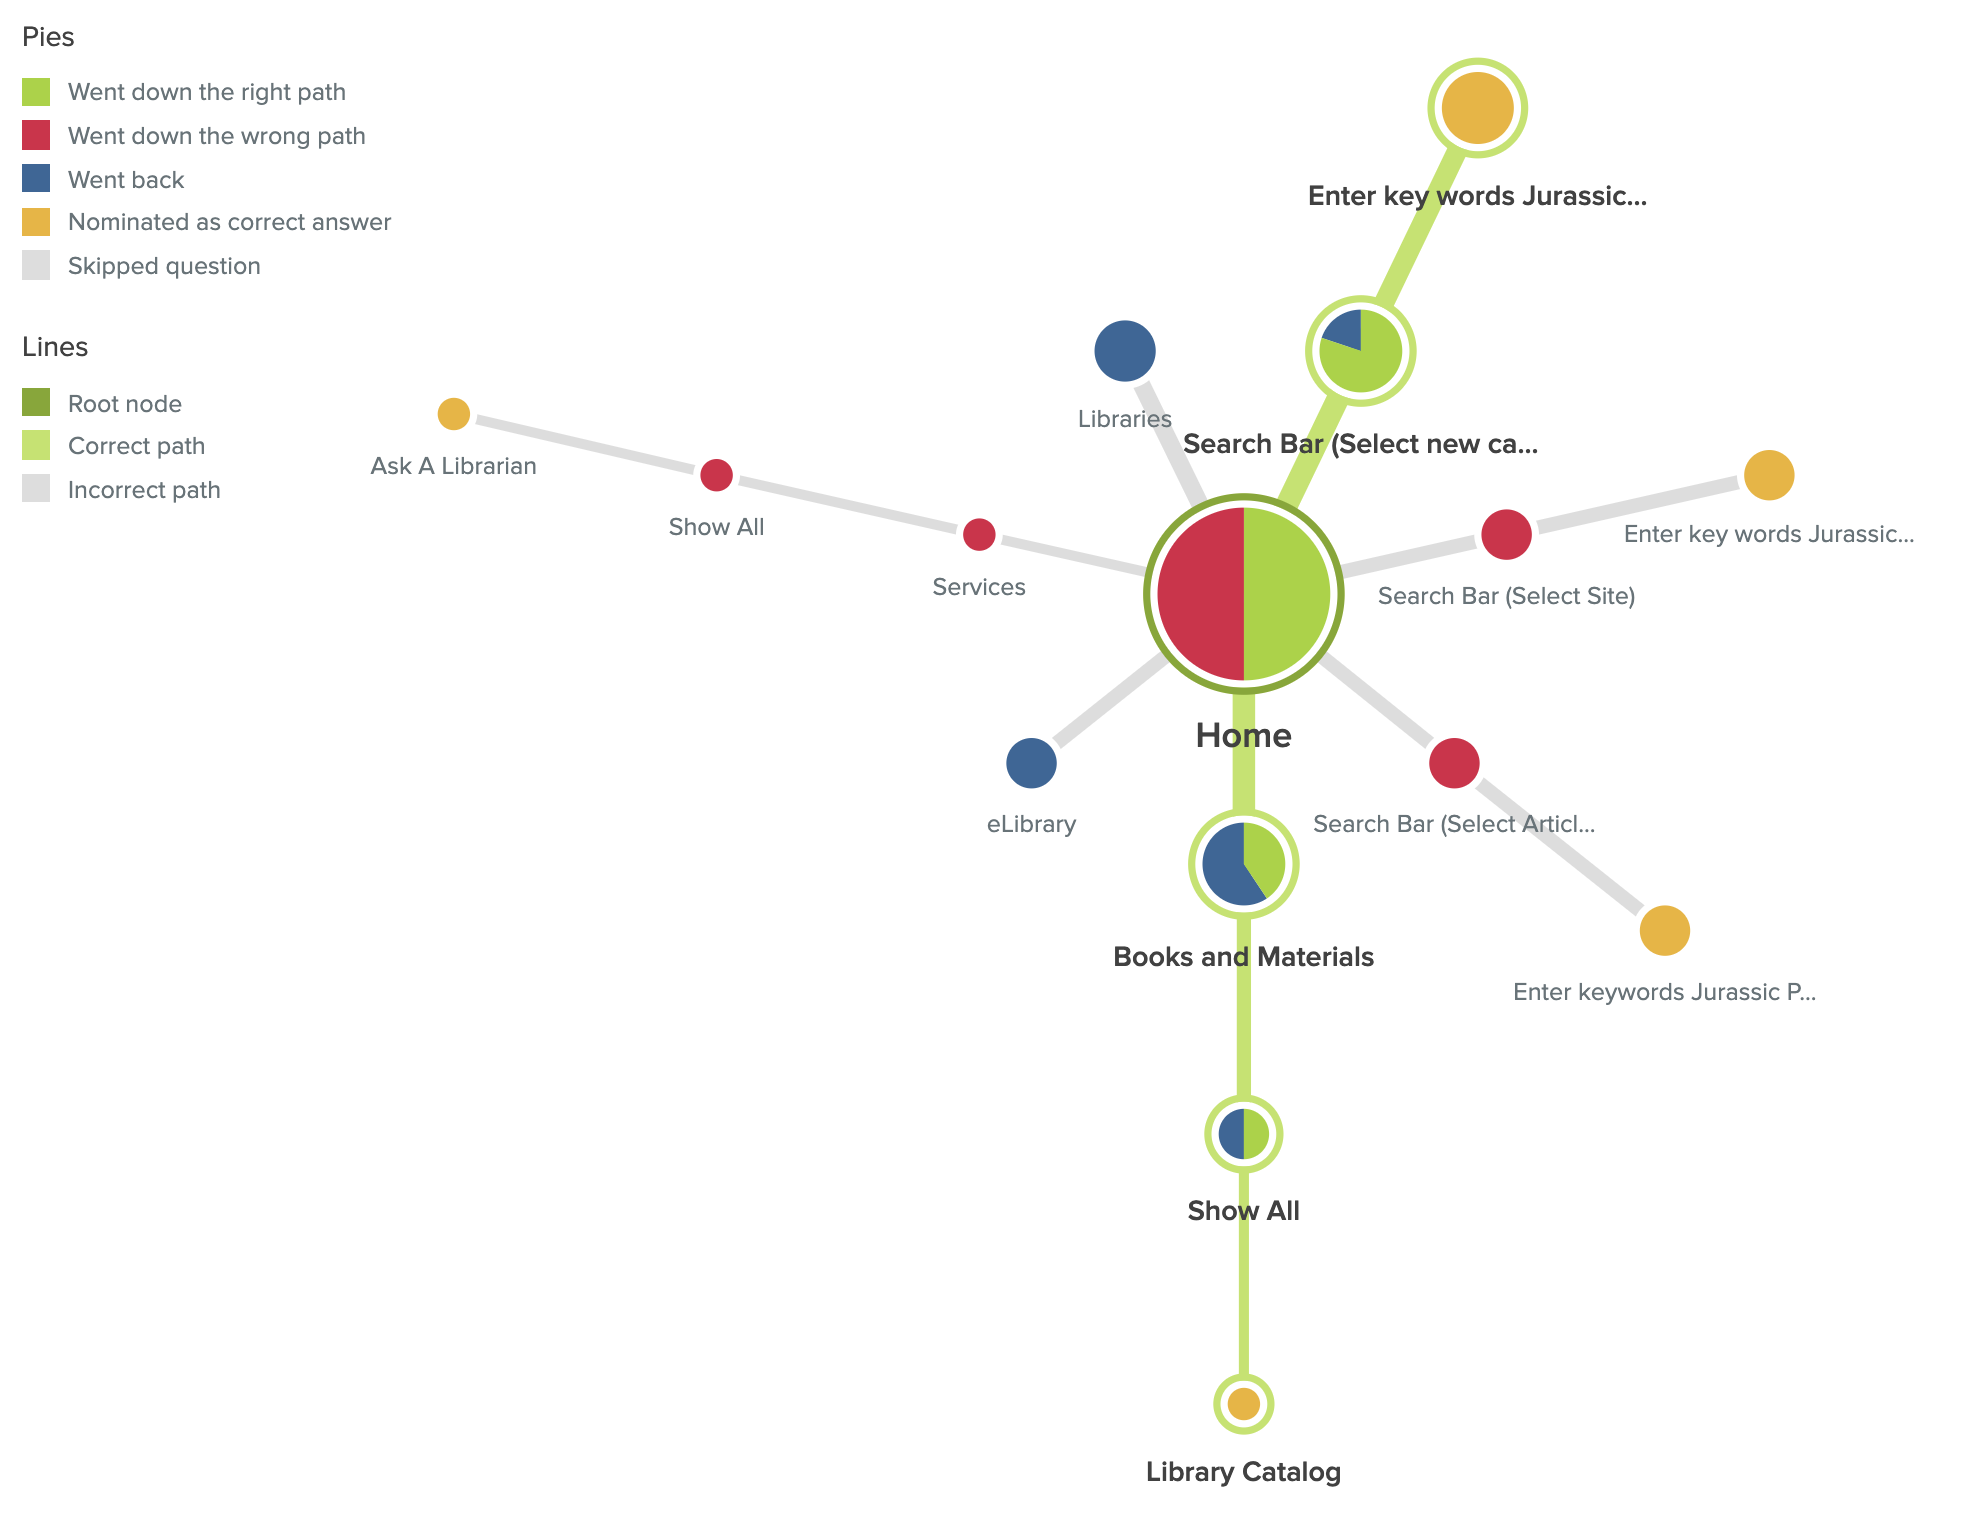 Pies
Went down the right path
Went down the wrong path
Went back
Nominated as correct answer
Skipped question
Lines
Root node
Correct path
Incorrect path
Enter key words Jurassic...
Libraries
Search Bar (Select new ca...
Ask A Librarian
Show All
Services
Enter key words Jurassic...
Search Bar (Select Site)
Home
eLibrary
Search Bar (Select Articl...
Books and Materials
Enter keywords Jurassic P...
Show All
Library Catalog